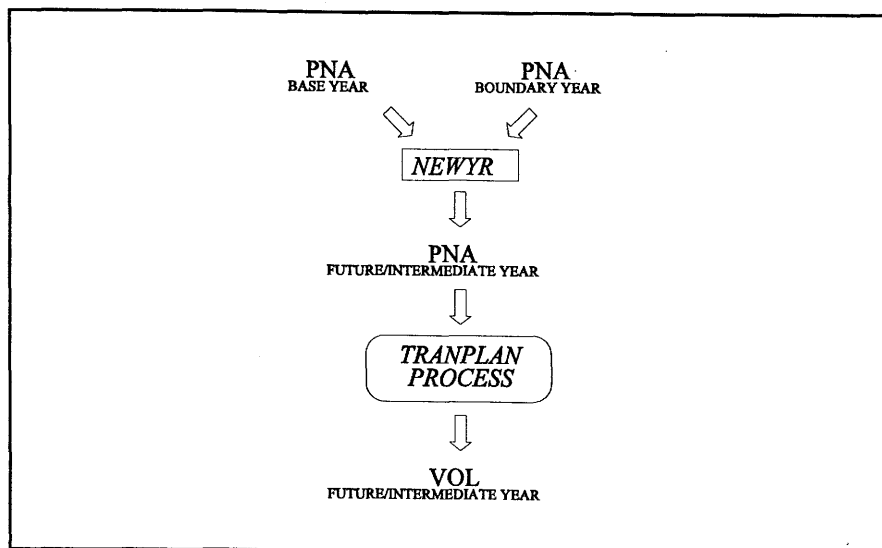 PNA PNA
BASE YEAR BOUNDARY YEAR
NEWYR
PNA
FUTURE/INTERMEDIATE YEAR
TRANPLAN
PROCESS
VOL
FUTURE/INTERMEDIATE YEAR